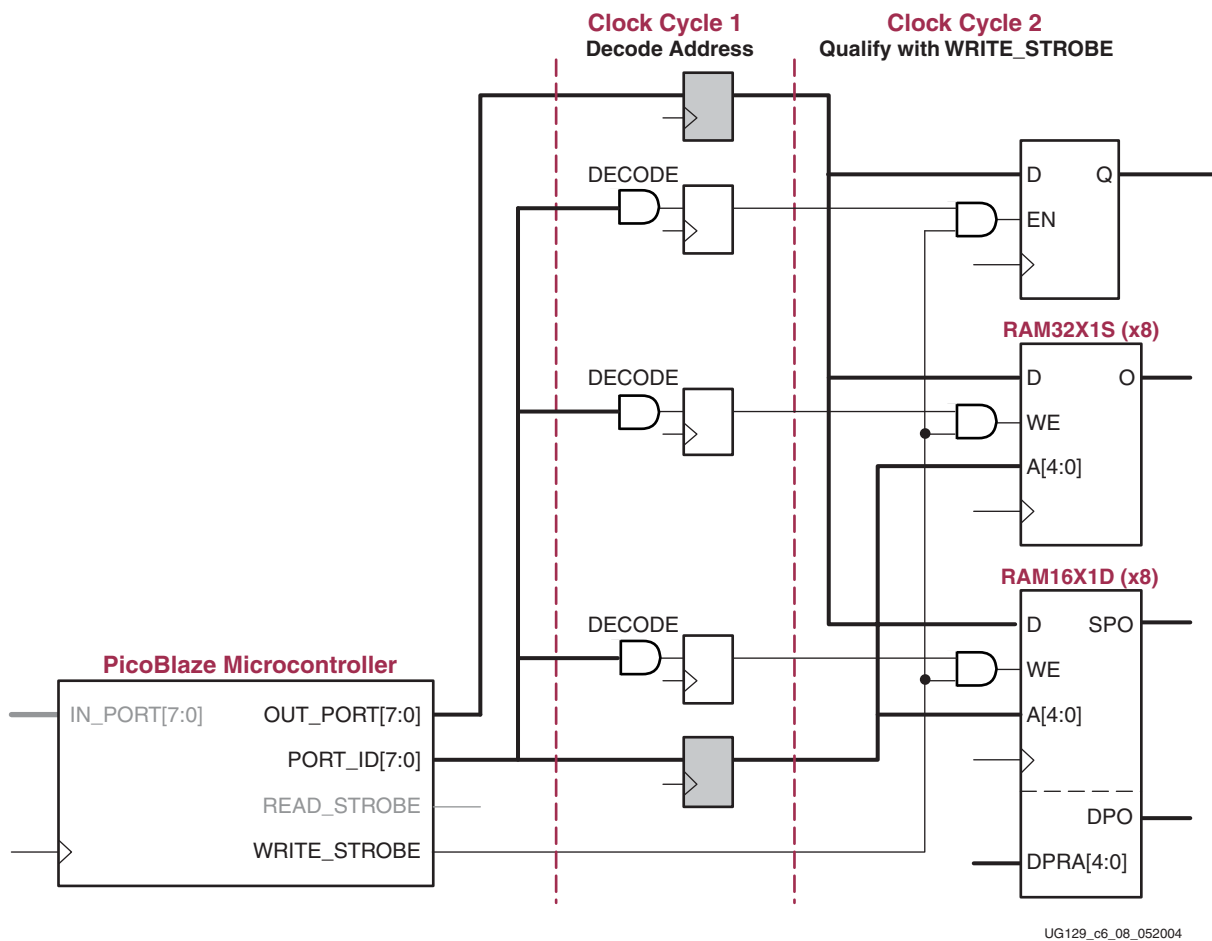 Clock Cycle 1
Decode Address
Clock Cycle 2
Qualify with WRITE_STROBE
DECODE
D
Q
EN
RAM32X1S (x8)
DECODE
D
O
WE
A[4:0]
RAM16X1D (x8)
DECODE
D
SPO
WE
A[4:0]
DPO
DPRA[4:0]
PicoBlaze Microcontroller
IN_PORT[7:0]
OUT_PORT[7:0]
PORT_ID[7:0]
READ_STROBE
WRITE_STROBE
UG129_c6_08_052004